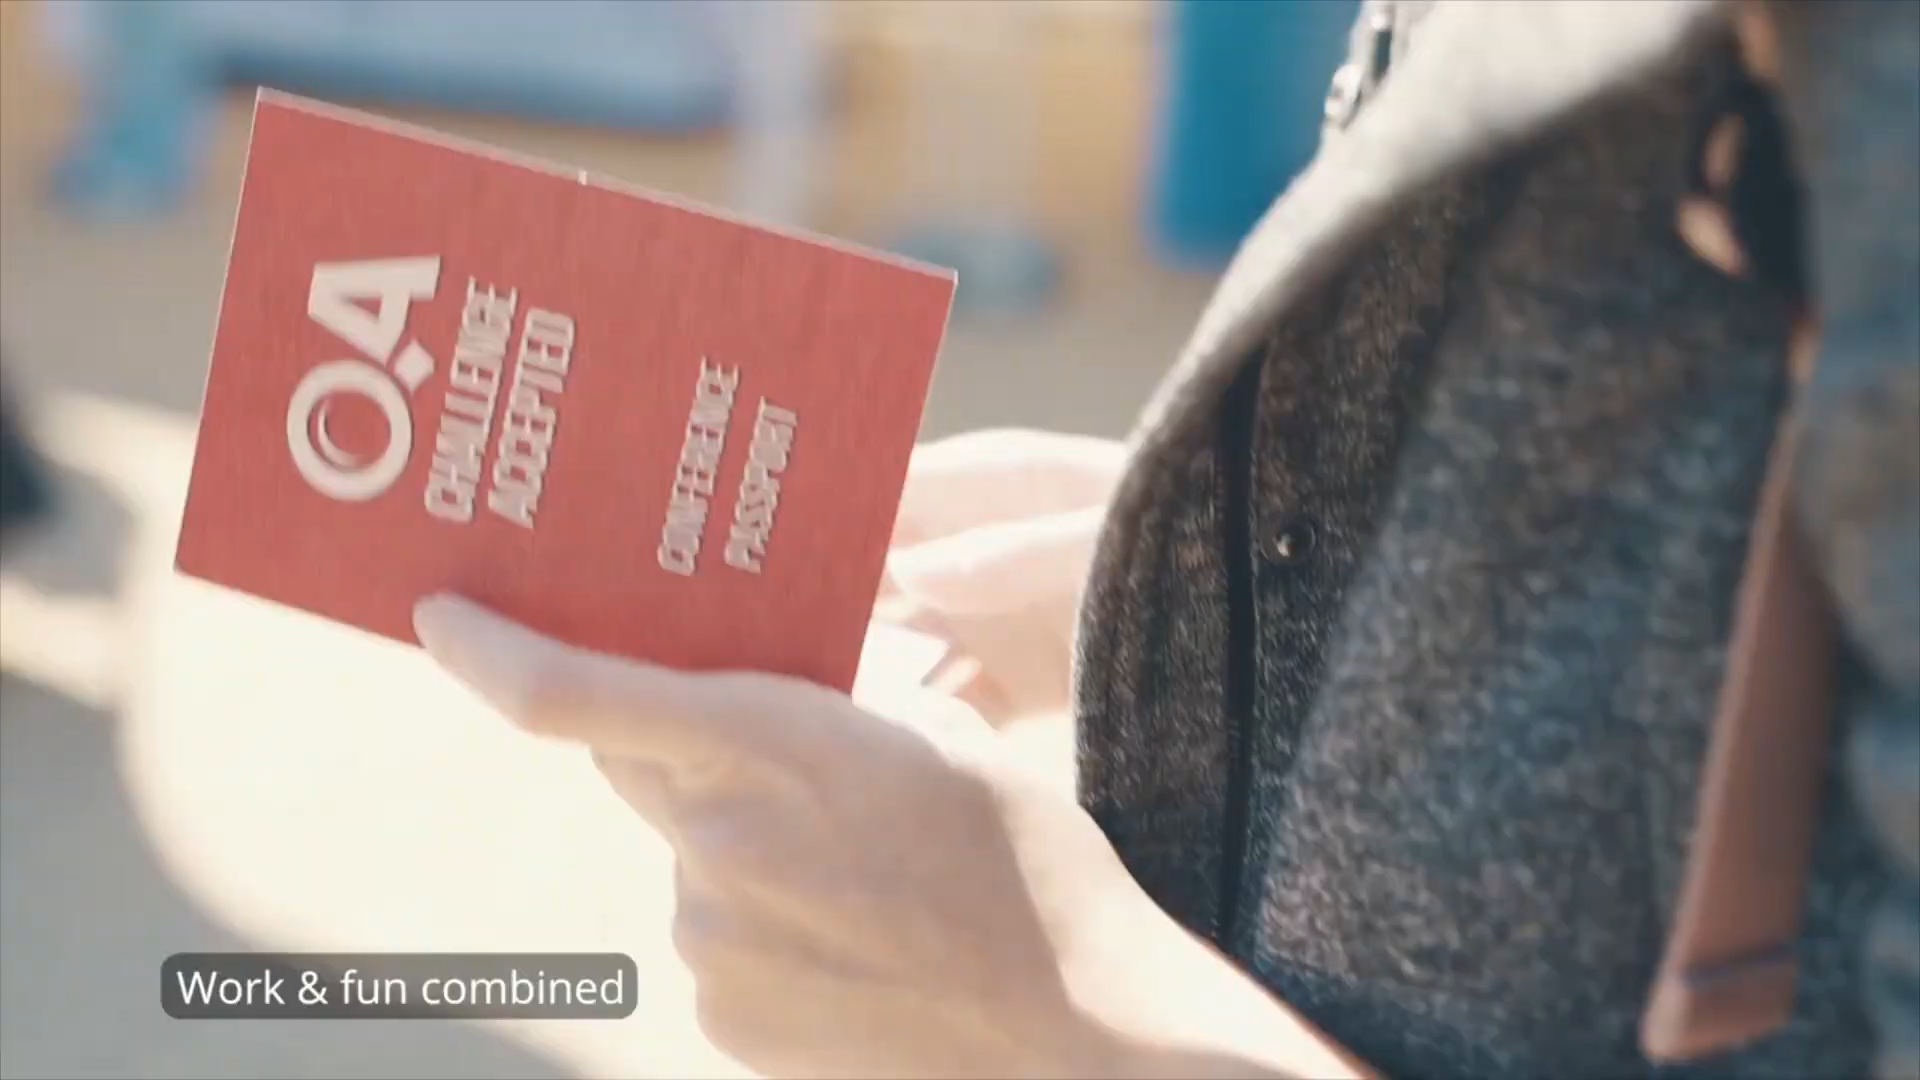 QA
CHALLENGE
ACCEPTED
CONFERENCE
PASSPORT
Work & fun combined